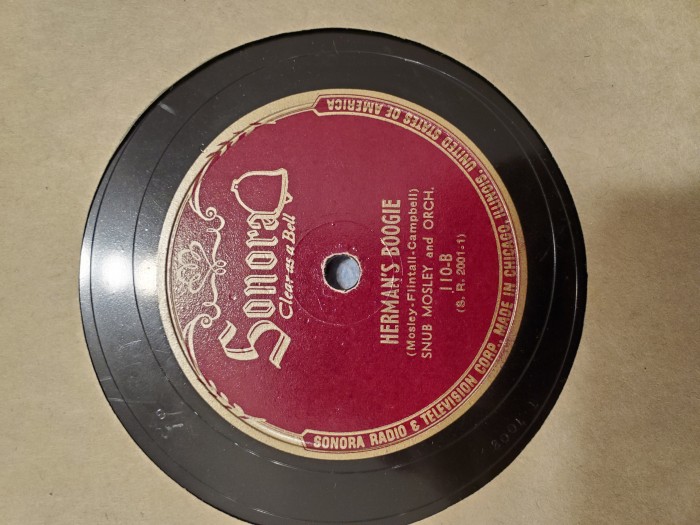 Sonora
Clear as a Bell
HERMAN'S BOOGIE
(Mosley-Flintall-Campbell)
SNUB MOSLEY and ORCH.
110-B
(S. R. 2001-1)
SONORA RADIO & TELEVISION CORP. MADE IN CHICAGO, ILLINOIS, UNITED STATES OF AMERICA